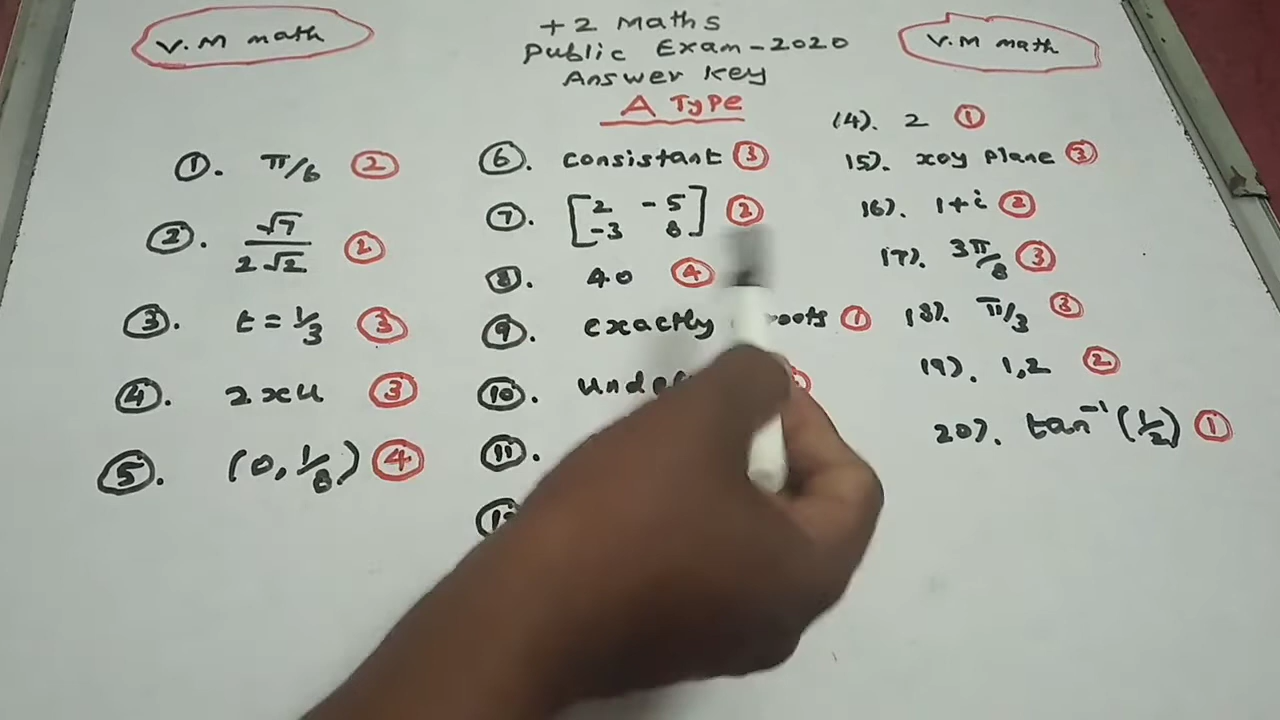 V.M math
+2 Maths
Public Exam-2020
Answer Key
A Type
V.M math
①. π/6 ②
②. √7/2√2 ②
③. t = 1/3 ③
④. 2xu ③
⑤. (0, 1/8) ④
⑥. consistant ③
⑦. [2 -5
-3 8] ②
⑧. 40 ④
⑨. exactly ①
⑩.
⑪.
14). 2 ①
15). xoy plane ③
16). 1+i ②
17). 3π/8 ③
18). π/3 ③
19). 1,2 ②
20). tan⁻¹(1/2) ①